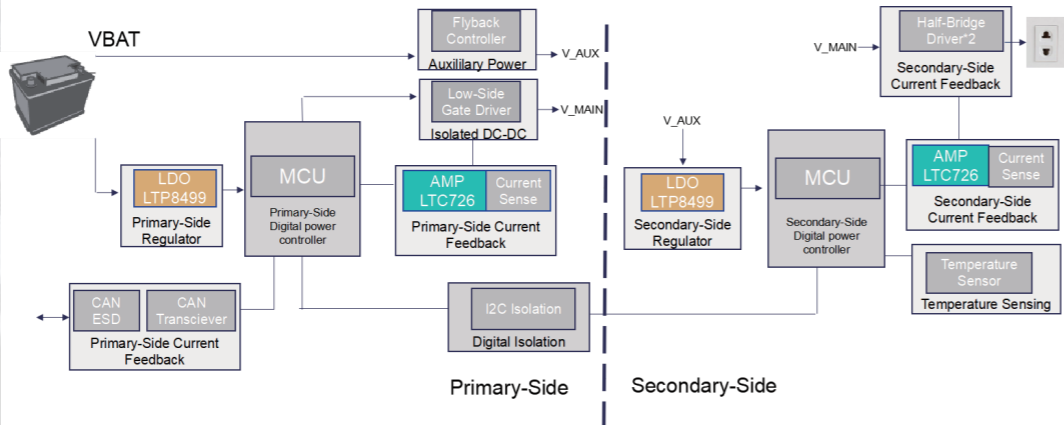 VBAT
Flyback
Controller
Auxililary Power
V_AUX
Low-Side
Gate Driver
Isolated DC-DC
V_MAIN
LDO
LTP8499
Primary-Side
Regulator
MCU
Primary-Side
Digital power
controller
AMP
LTC726
Current
Sense
Primary-Side Current
Feedback
CAN
ESD
CAN
Transciever
Primary-Side Current
Feedback
I2C Isolation
Digital Isolation
Primary-Side
Secondary-Side
V_MAIN
Half-Bridge
Driver*2
Secondary-Side
Current Feedback
V_AUX
LDO
LTP8499
Secondary-Side
Regulator
MCU
Secondary-Side
Digital power
controller
AMP
LTC726
Current
Sense
Secondary-Side
Current Feedback
Temperature
Sensor
Temperature Sensing